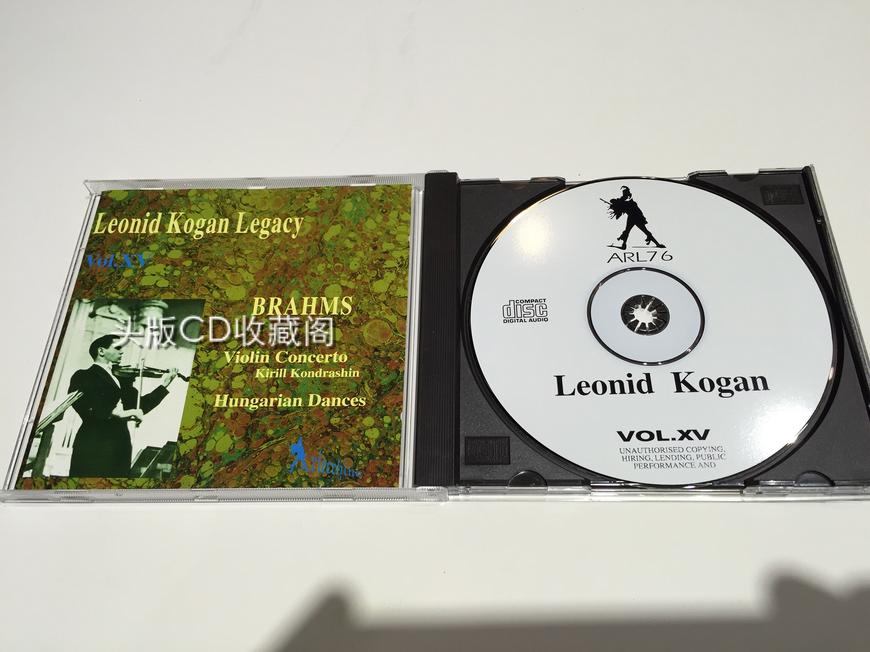 Leonid Kogan Legacy
Vol.XV
BRAHMS
头版CD收藏阁
Violin Concerto
Kirill Kondrashin
Hungarian Dances
Arlecchino
ARL76
COMPACT
disc
DIGITAL AUDIO
Leonid Kogan
VOL.XV
UNAUTHORISED COPYING,
HIRING, LENDING, PUBLIC
PERFORMANCE AND